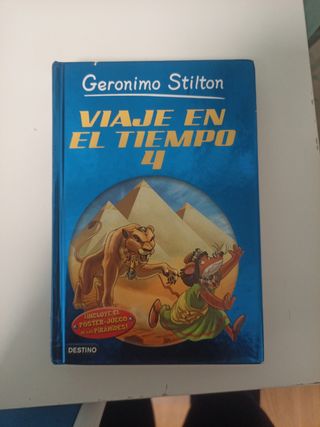 Geronimo Stilton
VIAJE EN
EL TIEMPO
4
¡INCLUYE EL
PÓSTER-JUEGO
DE LAS
PIRÁMIDES!
DESTINO